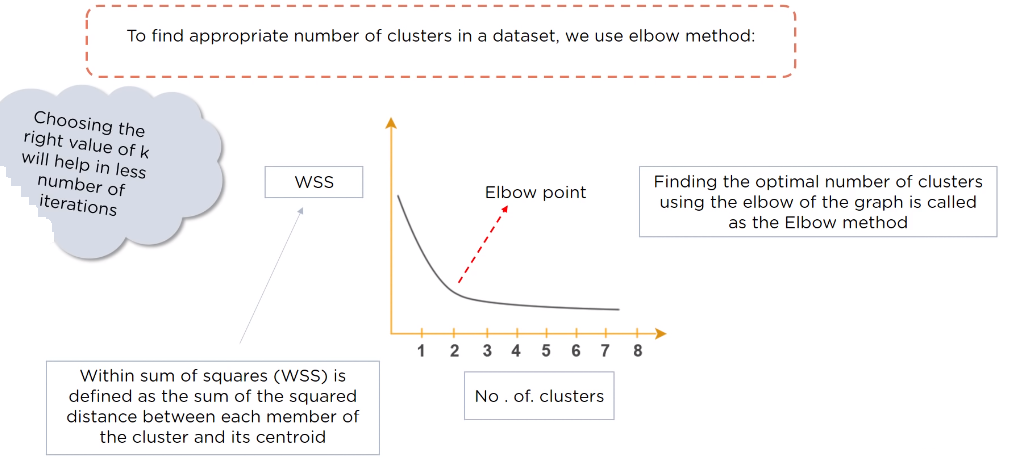 To find appropriate number of clusters in a dataset, we use elbow method:
Choosing the
right value of k
will help in less
number of
iterations
WSS
Elbow point
Finding the optimal number of clusters
using the elbow of the graph is called
as the Elbow method
1 2 3 4 5 6 7 8
No . of. clusters
Within sum of squares (WSS) is
defined as the sum of the squared
distance between each member of
the cluster and its centroid